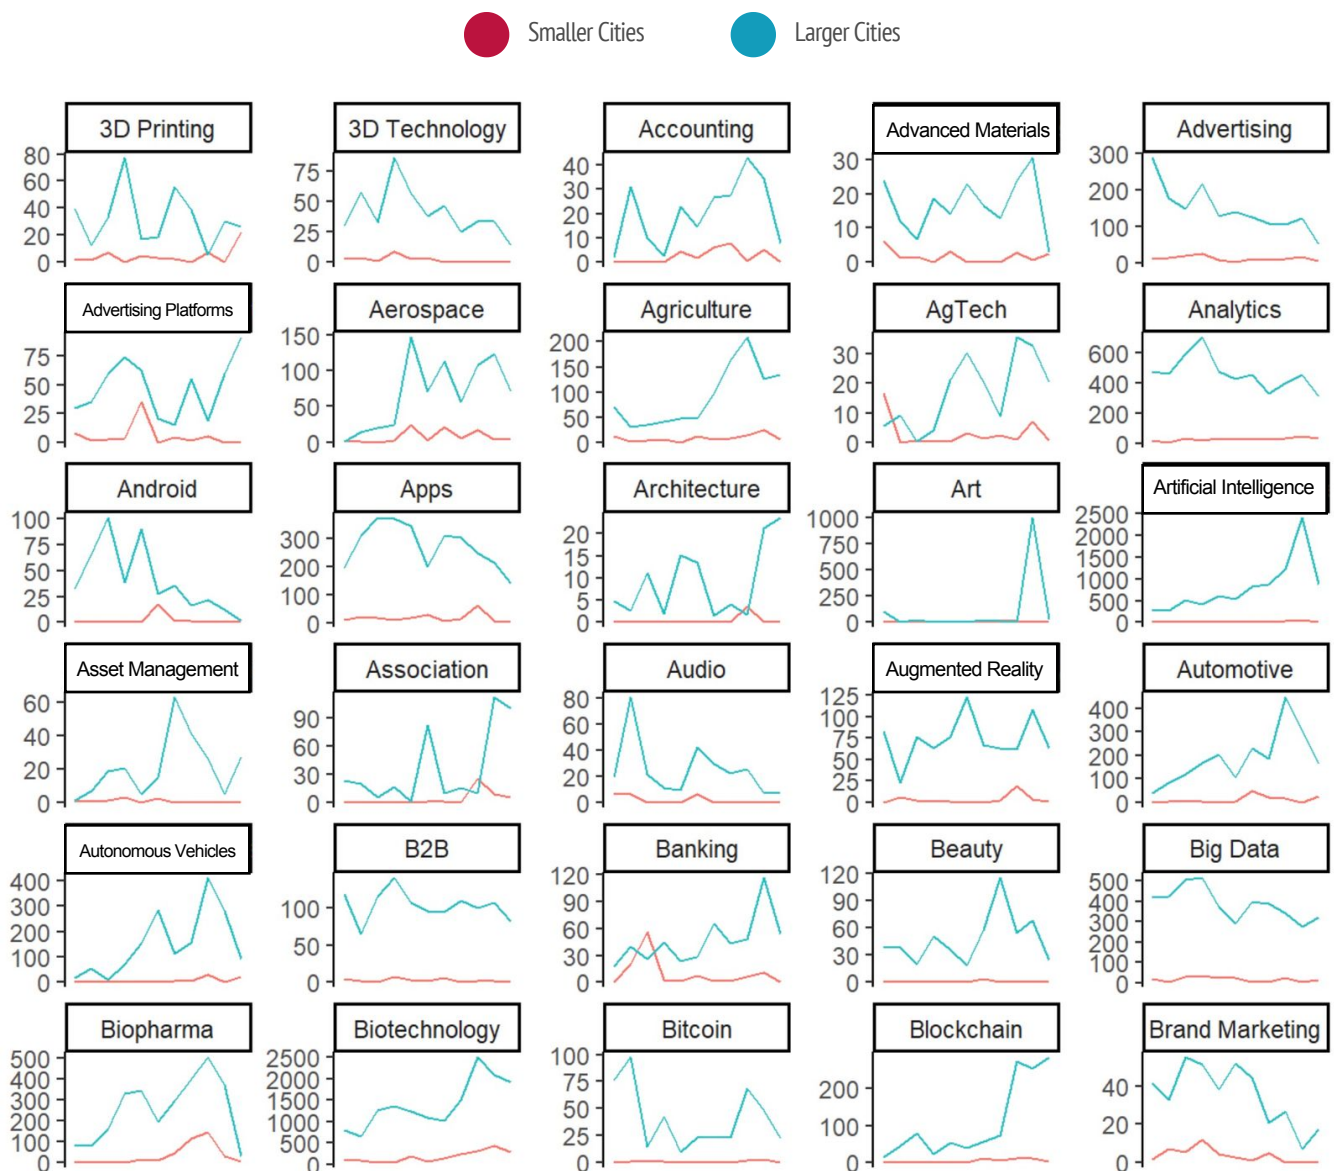 Smaller Cities Larger Cities
3D Printing 3D Technology Accounting Advanced Materials Advertising
80 60 40 20 0
75 50 25 0
40 30 20 10 0
30 20 10 0
300 200 100 0
Advertising Platforms Aerospace Agriculture AgTech Analytics
75 50 25 0
150 100 50 0
200 150 100 50 0
30 20 10 0
600 400 200 0
Android Apps Architecture Art Artificial Intelligence
100 75 50 25 0
300 200 100 0
20 15 10 5 0
1000 750 500 250 0
2500 2000 1500 1000 500 0
Asset Management Association Audio Augmented Reality Automotive
60 40 20 0
90 60 30 0
80 60 40 20 0
125 100 75 50 25 0
400 300 200 100 0
Autonomous Vehicles B2B Banking Beauty Big Data
400 300 200 100 0
100 50 0
120 90 60 30 0
120 90 60 30 0
500 400 300 200 100 0
Biopharma Biotechnology Bitcoin Blockchain Brand Marketing
500 400 300 200 100 0
2500 2000 1500 1000 500 0
100 75 50 25 0
200 100 0
40 20 0